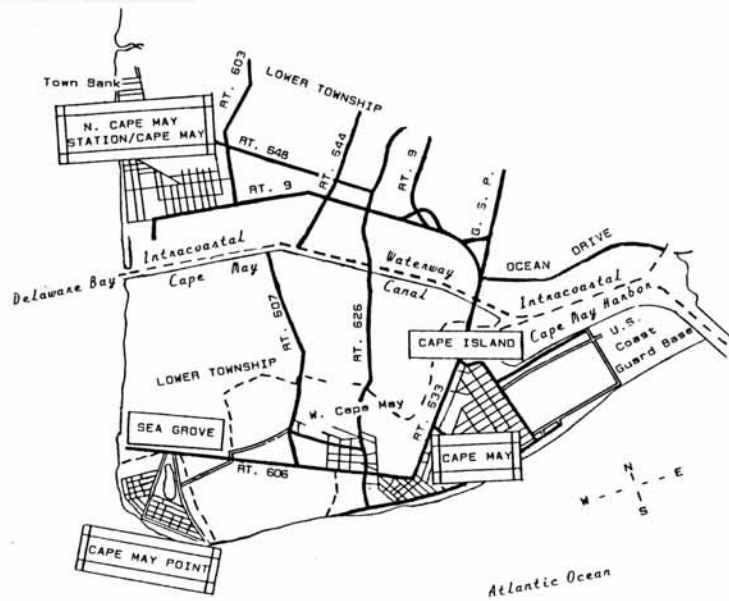 Town Bank
N. CAPE MAY
STATION/CAPE MAY
RT. 603
LOWER TOWNSHIP
RT. 648
RT. 644
RT. 9
RT. 9
G. S. P.
Delaware Bay
Intracoastal
Cape May
Waterway
Canal
OCEAN DRIVE
Intracoastal
Cape May Harbor
U.S.
Coast
Guard Base
RT. 607
RT. 626
CAPE ISLAND
LOWER TOWNSHIP
W. Cape May
RT. 633
SEA GROVE
RT. 606
CAPE MAY
CAPE MAY POINT
N
W
E
S
Atlantic Ocean